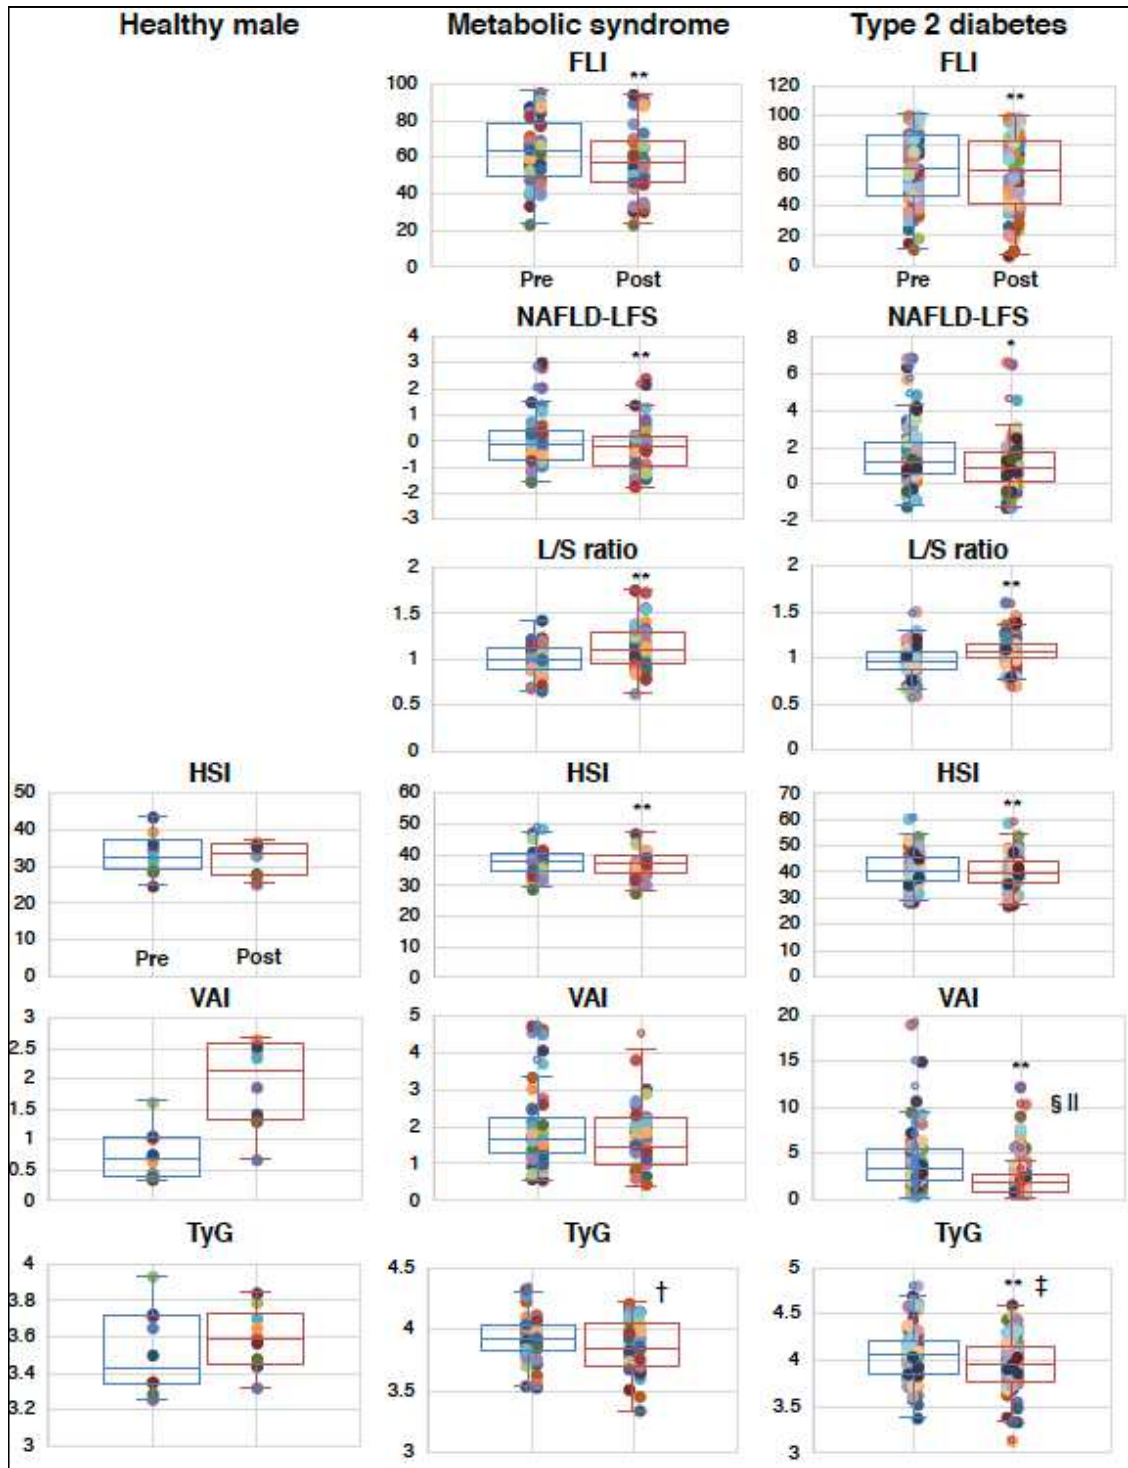 Healthy male Metabolic syndrome Type 2 diabetes
FLI FLI
** **
100 80 60 40 20 0
120 100 80 60 40 20 0
Pre Post Pre Post
NAFLD-LFS NAFLD-LFS
** *
4 3 2 1 0 -1 -2 -3
8 6 4 2 0 -2
L/S ratio L/S ratio
** **
2 1.5 1 0.5 0
2 1.5 1 0.5 0
HSI HSI HSI
** **
50 40 30 20 10 0
60 50 40 30 20 10 0
70 60 50 40 30 20 10 0
Pre Post
VAI VAI VAI
** § ||
3 2.5 2 1.5 1 0.5 0
5 4 3 2 1 0
20 15 10 5 0
TyG TyG TyG
† ** ‡
4 3.8 3.6 3.4 3.2 3
4.5 4 3.5 3
5 4.5 4 3.5 3